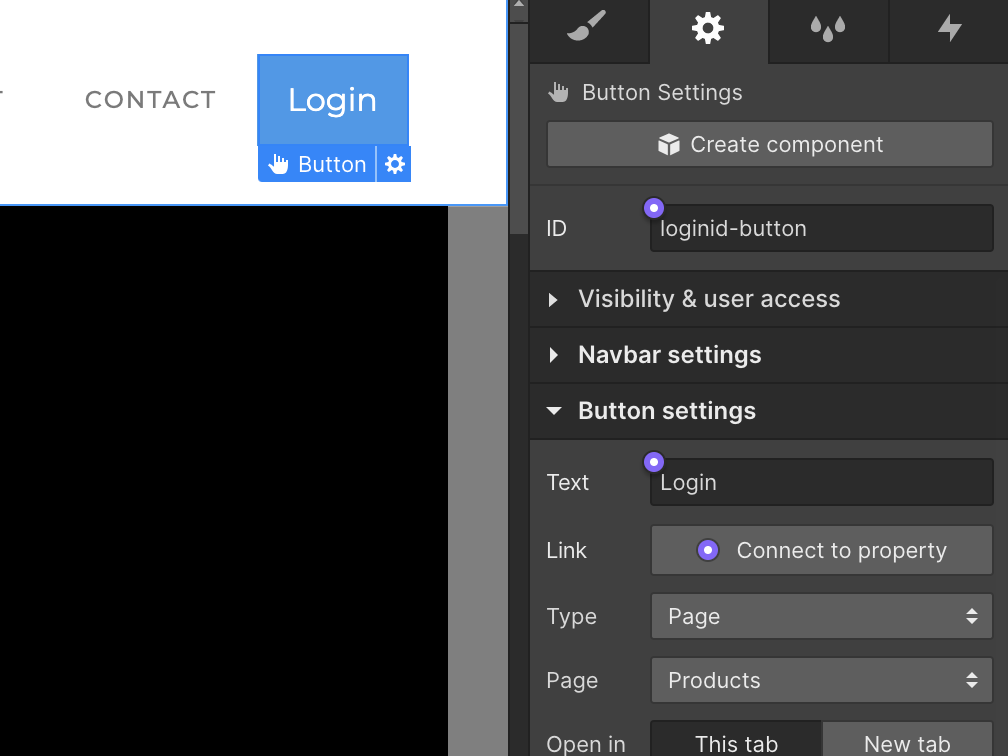 CONTACT
Login
Button
Button Settings
Create component
ID
loginid-button
Visibility & user access
Navbar settings
Button settings
Text
Login
Link
Connect to property
Type
Page
Page
Products
Open in
This tab
New tab